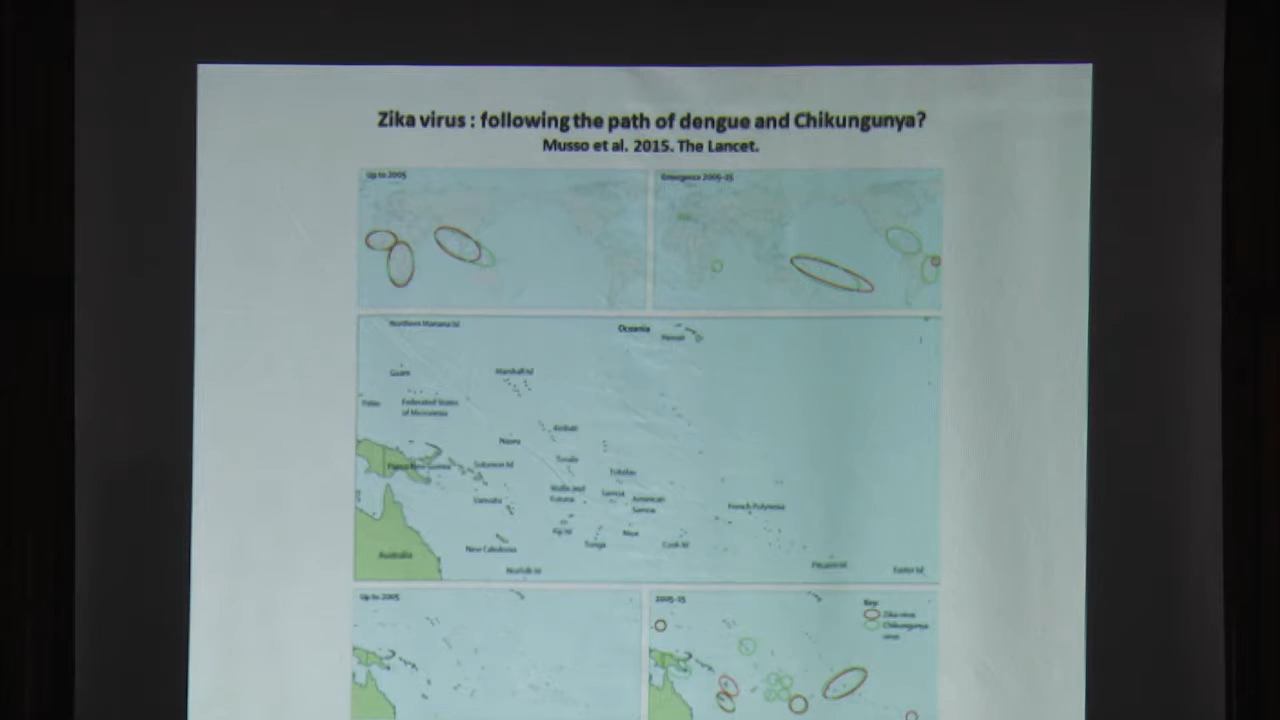 Zika virus : following the path of dengue and Chikungunya?
Musso et al. 2015. The Lancet.
Up to 2005
Emergence 2005-15
Northern Mariana Isl
Oceania
Hawaii
Guam
Marshall Isl
Palau
Federated States
of Micronesia
Kiribati
Nauru
Papua New Guinea
Solomon Isl
Tuvalu
Tokelau
Vanuatu
Wallis and
Futuna
Samoa
American
Samoa
French Polynesia
Fiji Isl
Niue
Tonga
Cook Isl
New Caledonia
Australia
Norfolk Isl
Pitcairn Isl
Easter Isl
Up to 2005
2005-15
Key
Zika virus
Chikungunya
virus